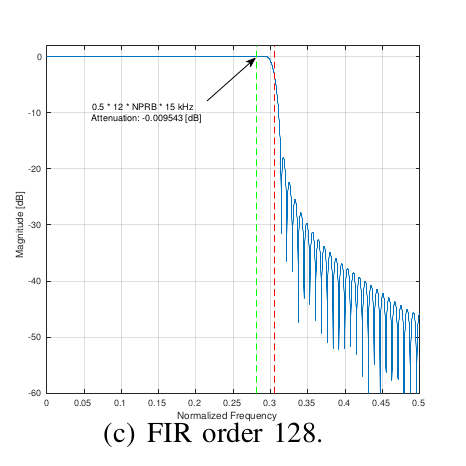 0
-10
-20
-30
-40
-50
-60
Magnitude [dB]
0.5 * 12 * NPRB * 15 kHz
Attenuation: -0.009543 [dB]
0 0.05 0.1 0.15 0.2 0.25 0.3 0.35 0.4 0.45 0.5
Normalized Frequency
(c) FIR order 128.